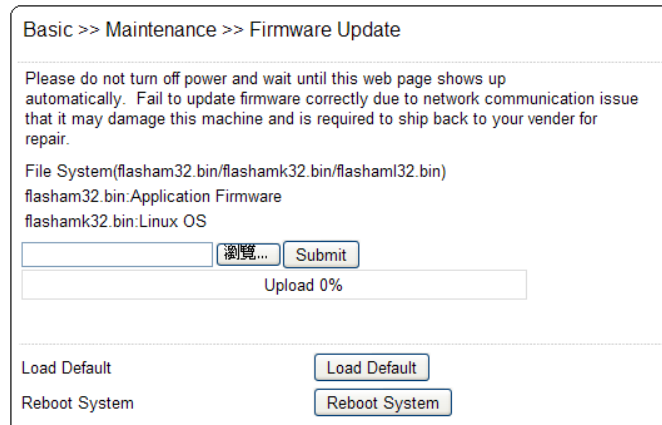 Basic >> Maintenance >> Firmware Update
Please do not turn off power and wait until this web page shows up
automatically. Fail to update firmware correctly due to network communication issue
that it may damage this machine and is required to ship back to your vender for
repair.
File System(flasham32.bin/flashamk32.bin/flashaml32.bin)
flasham32.bin:Application Firmware
flashamk32.bin:Linux OS
瀏覽... Submit
Upload 0%
Load Default Load Default
Reboot System Reboot System